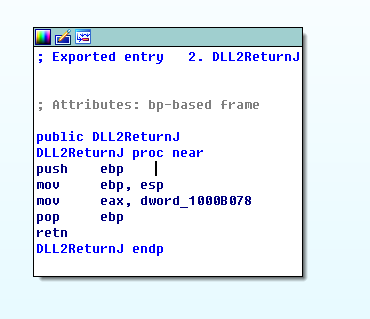 ; Exported entry   2. DLL2ReturnJ
; Attributes: bp-based frame
public DLL2ReturnJ
DLL2ReturnJ proc near
push    ebp
mov     ebp, esp
mov     eax, dword_1000B078
pop     ebp
retn
DLL2ReturnJ endp